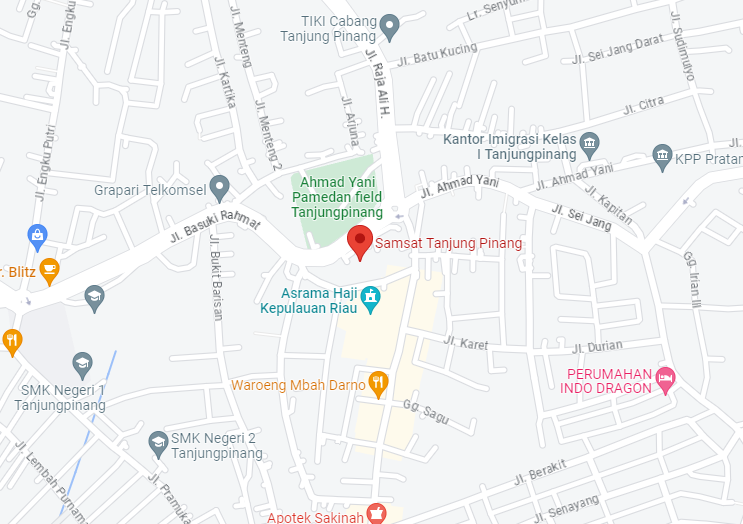 Lr. Senyum
TIKI Cabang
Tanjung Pinang
Gg.
Jl. Engku
Jl. Menteng
Jl. Raja Ali H.
Jl. Batu Kucing
Jl. Sei Jang Darat
Jl. Sudimulyo
Jl. Kartika
Jl. Menteng 2
Jl. Arjuna
Jl. Citra
Jl. Engku Putri
Kantor Imigrasi Kelas
I Tanjungpinang
KPP Pratam
Grapari Telkomsel
Ahmad Yani
Pamedan field
Tanjungpinang
Jl. Ahmad Yani
Jl. Ahmad Yani
Jl. Kapitan
Jl. Sei Jang
Jl. Basuki Rahmat
Samsat Tanjung Pinang
Jl. Bukit Barisan
Gg. Irian III
r. Blitz
Asrama Haji
Kepulauan Riau
Jl. Karet
Jl. Durian
PERUMAHAN
INDO DRAGON
Waroeng Mbah Darno
SMK Negeri 1
Tanjungpinang
Gg. Sagu
SMK Negeri 2
Tanjungpinang
Jl. Lembah Purnama
Jl. Pramuka
Jl. Berakit
Jl. Senayang
Apotek Sakinah